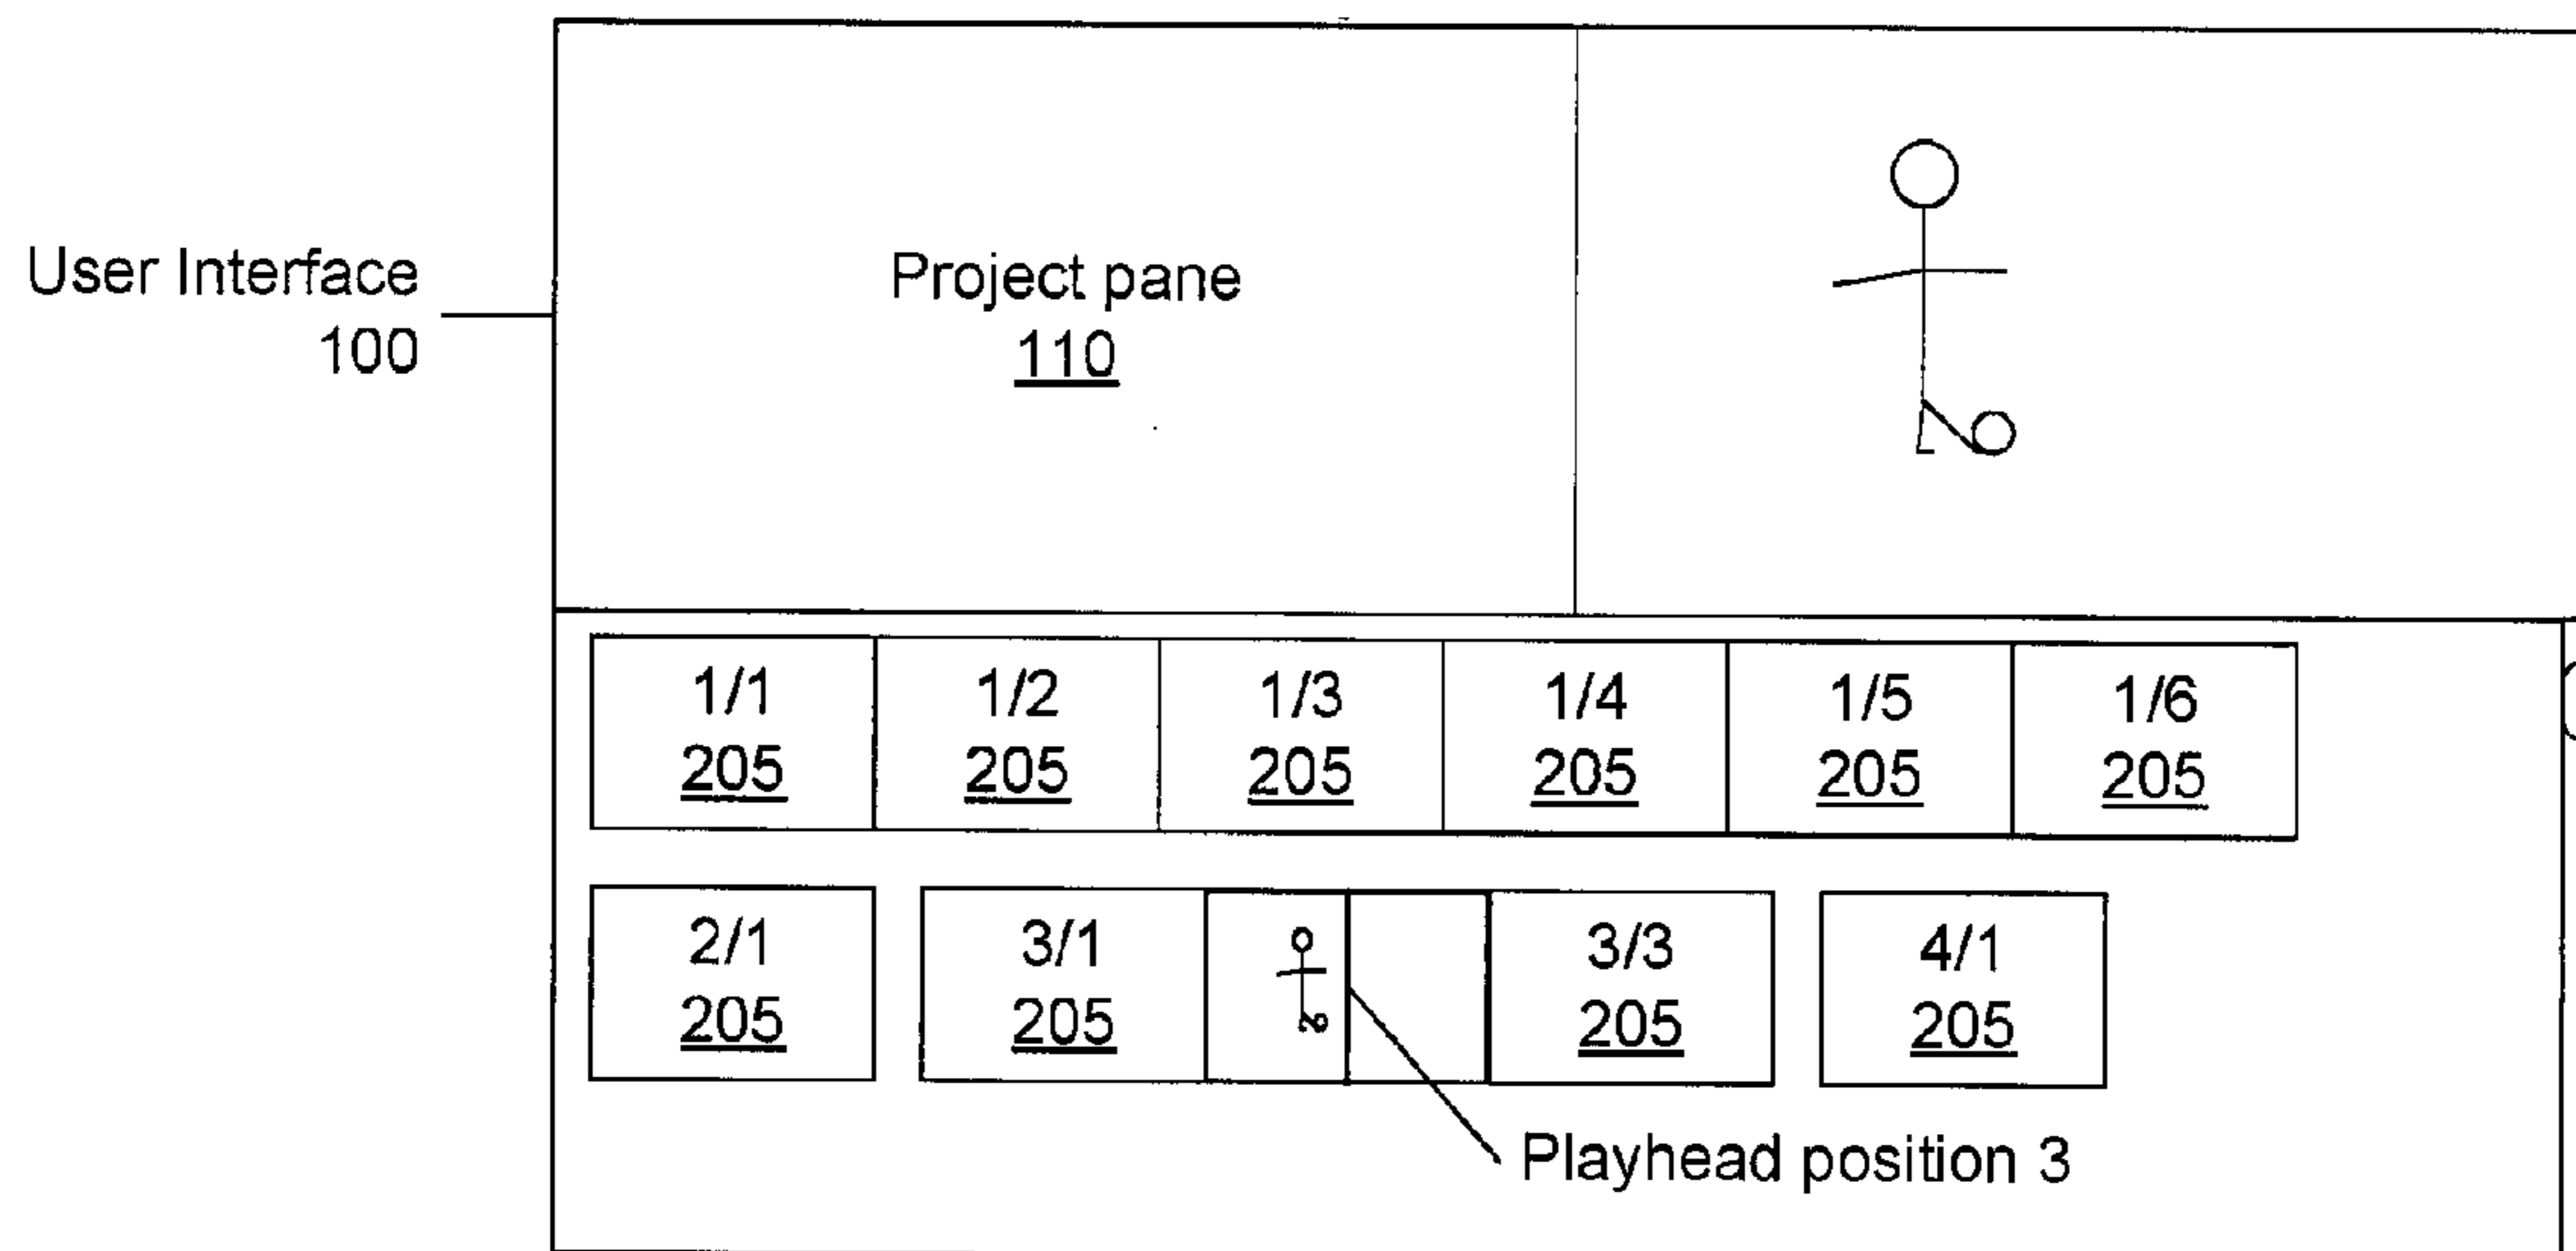 User Interface
100
Project pane
110
1/1 1/2 1/3 1/4 1/5 1/6
205 205 205 205 205 205
2/1 3/1 3/3 4/1
205 205 205 205
Playhead position 3